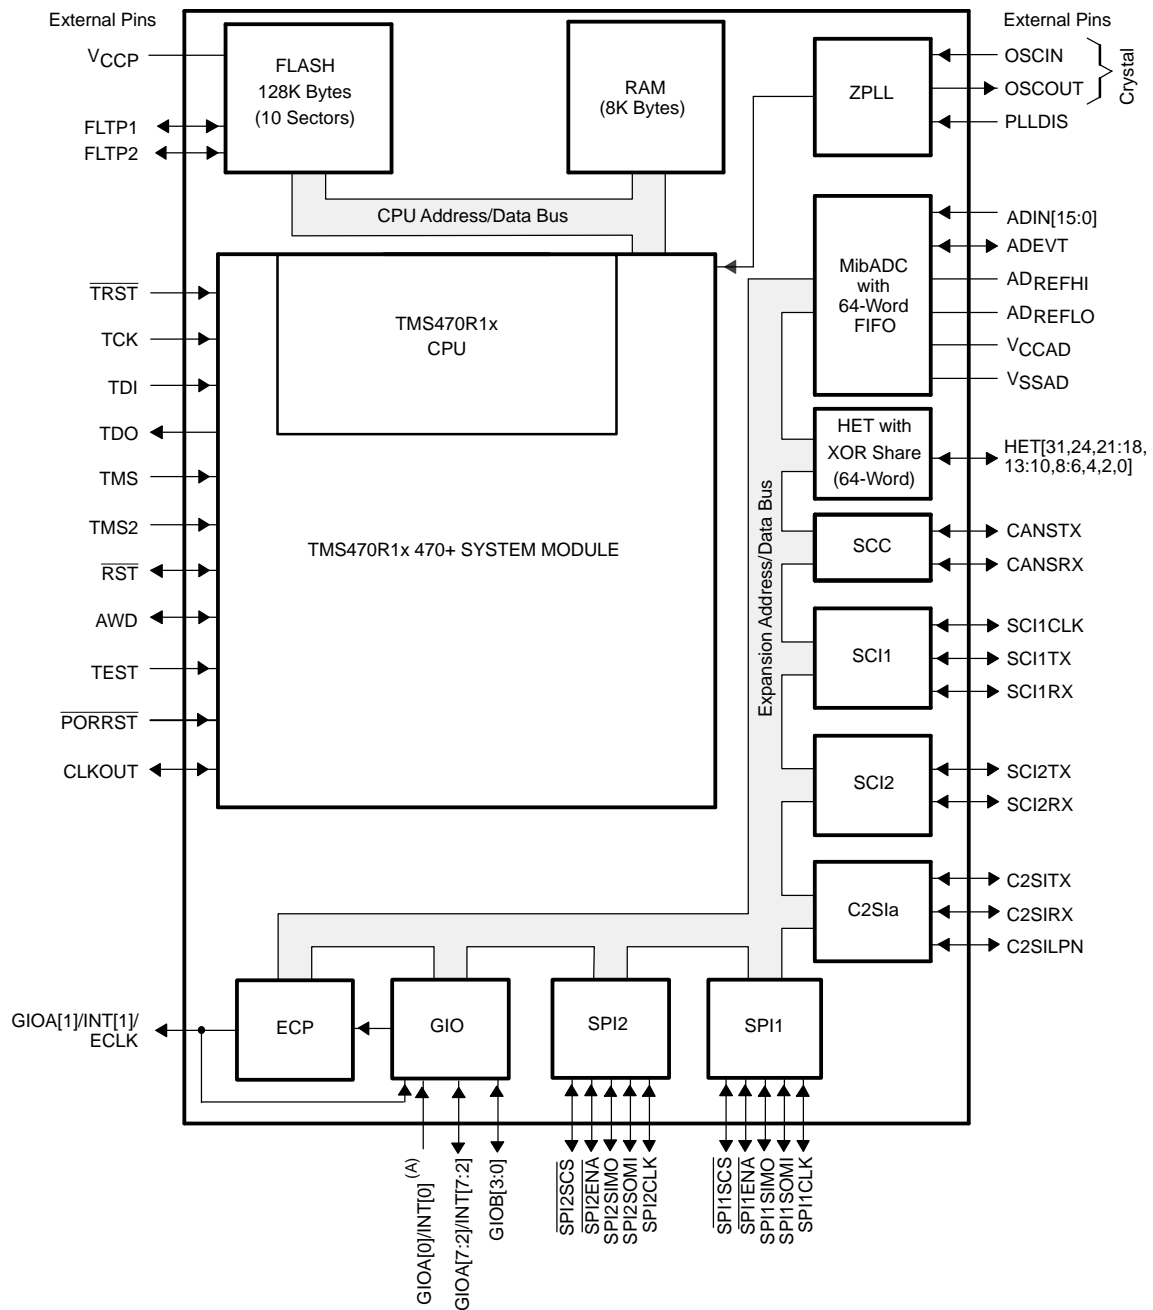 External Pins
VCCP
FLTP1
FLTP2
FLASH
128K Bytes
(10 Sectors)
RAM
(8K Bytes)
CPU Address/Data Bus
ZPLL
External Pins
OSCIN
OSCOUT
PLLDIS
Crystal
TRST
TCK
TDI
TDO
TMS
TMS2
RST
AWD
TEST
PORRST
CLKOUT
TMS470R1x
CPU
TMS470R1x 470+ SYSTEM MODULE
Expansion Address/Data Bus
MibADC
with
64-Word
FIFO
ADIN[15:0]
ADEVT
ADREFHI
ADREFLO
VCCAD
VSSAD
HET with
XOR Share
(64-Word)
HET[31,24,21:18,
13:10,8:6,4,2,0]
SCC
CANSTX
CANSRX
SCI1
SCI1CLK
SCI1TX
SCI1RX
SCI2
SCI2TX
SCI2RX
C2SIa
C2SITX
C2SIRX
C2SILPN
GIOA[1]/INT[1]/
ECLK
ECP
GIO
SPI2
SPI1
GIOA[0]/INT[0] (A)
GIOA[7:2]/INT[7:2]
GIOB[3:0]
SPI2SCS
SPI2ENA
SPI2SIMO
SPI2SOMI
SPI2CLK
SPI1SCS
SPI1ENA
SPI1SIMO
SPI1SOMI
SPI1CLK